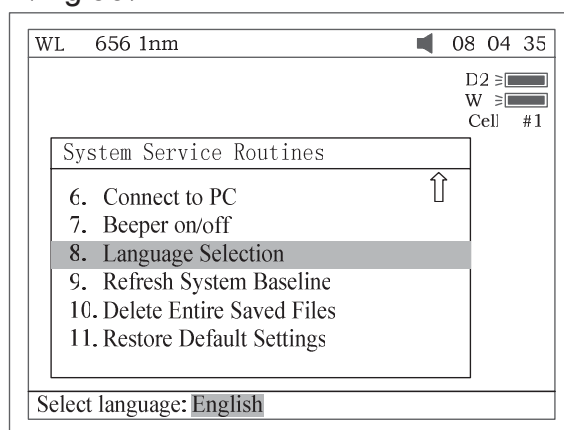 WL 656 1nm 08 04 35
D2
W
Cell #1
System Service Routines
6. Connect to PC
7. Beeper on/off
8. Language Selection
9. Refresh System Baseline
10. Delete Entire Saved Files
11. Restore Default Settings
Select language: English